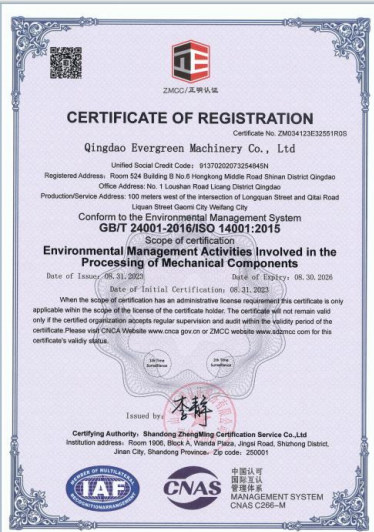 ZMCC/正明认证
CERTIFICATE OF REGISTRATION
Certificate No. ZM034123E32551R0S
Qingdao Evergreen Machinery Co., Ltd
Unified Social Credit Code: 91370202073254845N
Registered Address: Room 524 Building B No.6 Hongkong Middle Road Shinan District Qingdao
Office Address: No. 1 Loushan Road Licang District Qingdao
Production/Service Address: 100 meters west of the intersection of Longquan Street and Qitai Road
Liquan Street Gaomi City Weifang City
Conform to the Environmental Management System
GB/T 24001-2016/ISO 14001:2015
Scope of certification
Environmental Management Activities Involved in the
Processing of Mechanical Components
Date of Issue: 08.31.2023 Date of Expiry: 08.30.2026
Date of Initial Certification: 08.31.2023
When the scope of certification has an administrative license requirement this certificate is only
applicable within the scope of the license of the certificate holder. The certificate will not remain valid
only if the certified organization accepts regular supervision and audit within the validity period of the
certificate.Please visit CNCA Website www.cnca.gov.cn or ZMCC website www.sdzmcc com for this
certificate's validiy status.
Surveillance Surveillance
Issued by:
李静
Certifying Authority: Shandong ZhengMing Certification Service Co.,Ltd
Institution address: Room 1906, Block A, Wanda Plaza, Jingsi Road, Shizhong District,
Jinan City, Shandong Province. Zip code: 250001
MEMBER OF MULTILATERAL
IAF
RECOGNITION ARRANGEMENT
CNAS
中国认可
国际互认
管理体系
MANAGEMENT SYSTEM
CNAS C266-M